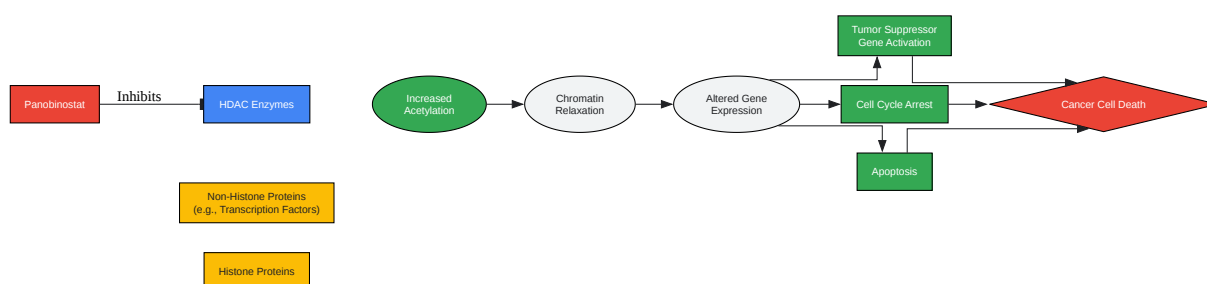 Panobinostat
Inhibits
HDAC Enzymes
Increased
Acetylation
Chromatin
Relaxation
Altered Gene
Expression
Tumor Suppressor
Gene Activation
Cell Cycle Arrest
Apoptosis
Cancer Cell Death
Non-Histone Proteins
(e.g., Transcription Factors)
Histone Proteins